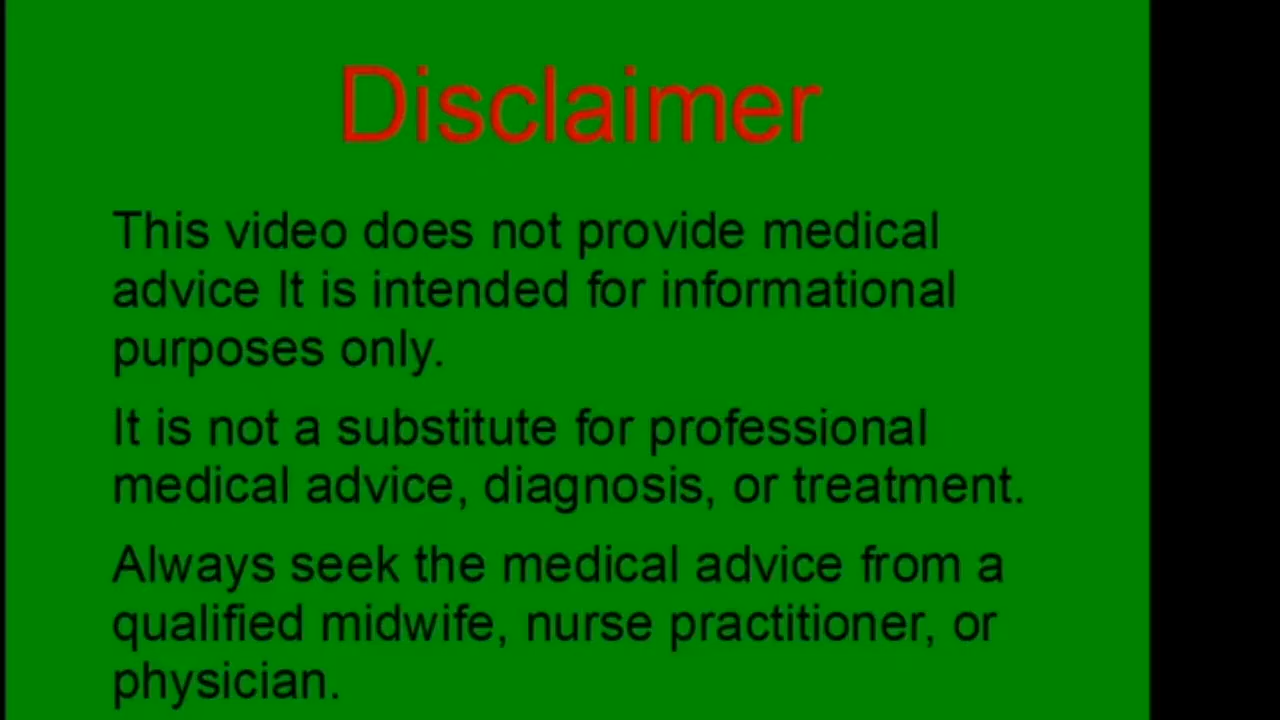 Disclaimer
This video does not provide medical
advice It is intended for informational
purposes only.
It is not a substitute for professional
medical advice, diagnosis, or treatment.
Always seek the medical advice from a
qualified midwife, nurse practitioner, or
physician.